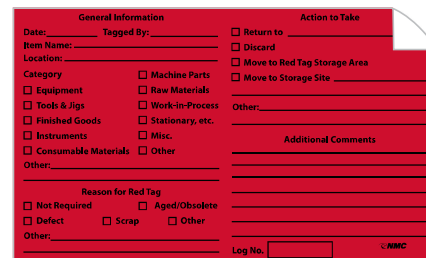 General Information
Date: Tagged By:
Item Name:
Location:
Category
Equipment
Tools & Jigs
Finished Goods
Instruments
Consumable Materials
Machine Parts
Raw Materials
Work-in-Process
Stationary, etc.
Misc.
Other
Other:
Reason for Red Tag
Not Required Aged/Obsolete
Defect Scrap Other
Other:
Action to Take
Return to
Discard
Move to Red Tag Storage Area
Move to Storage Site
Other:
Additional Comments
Log No.
NMC